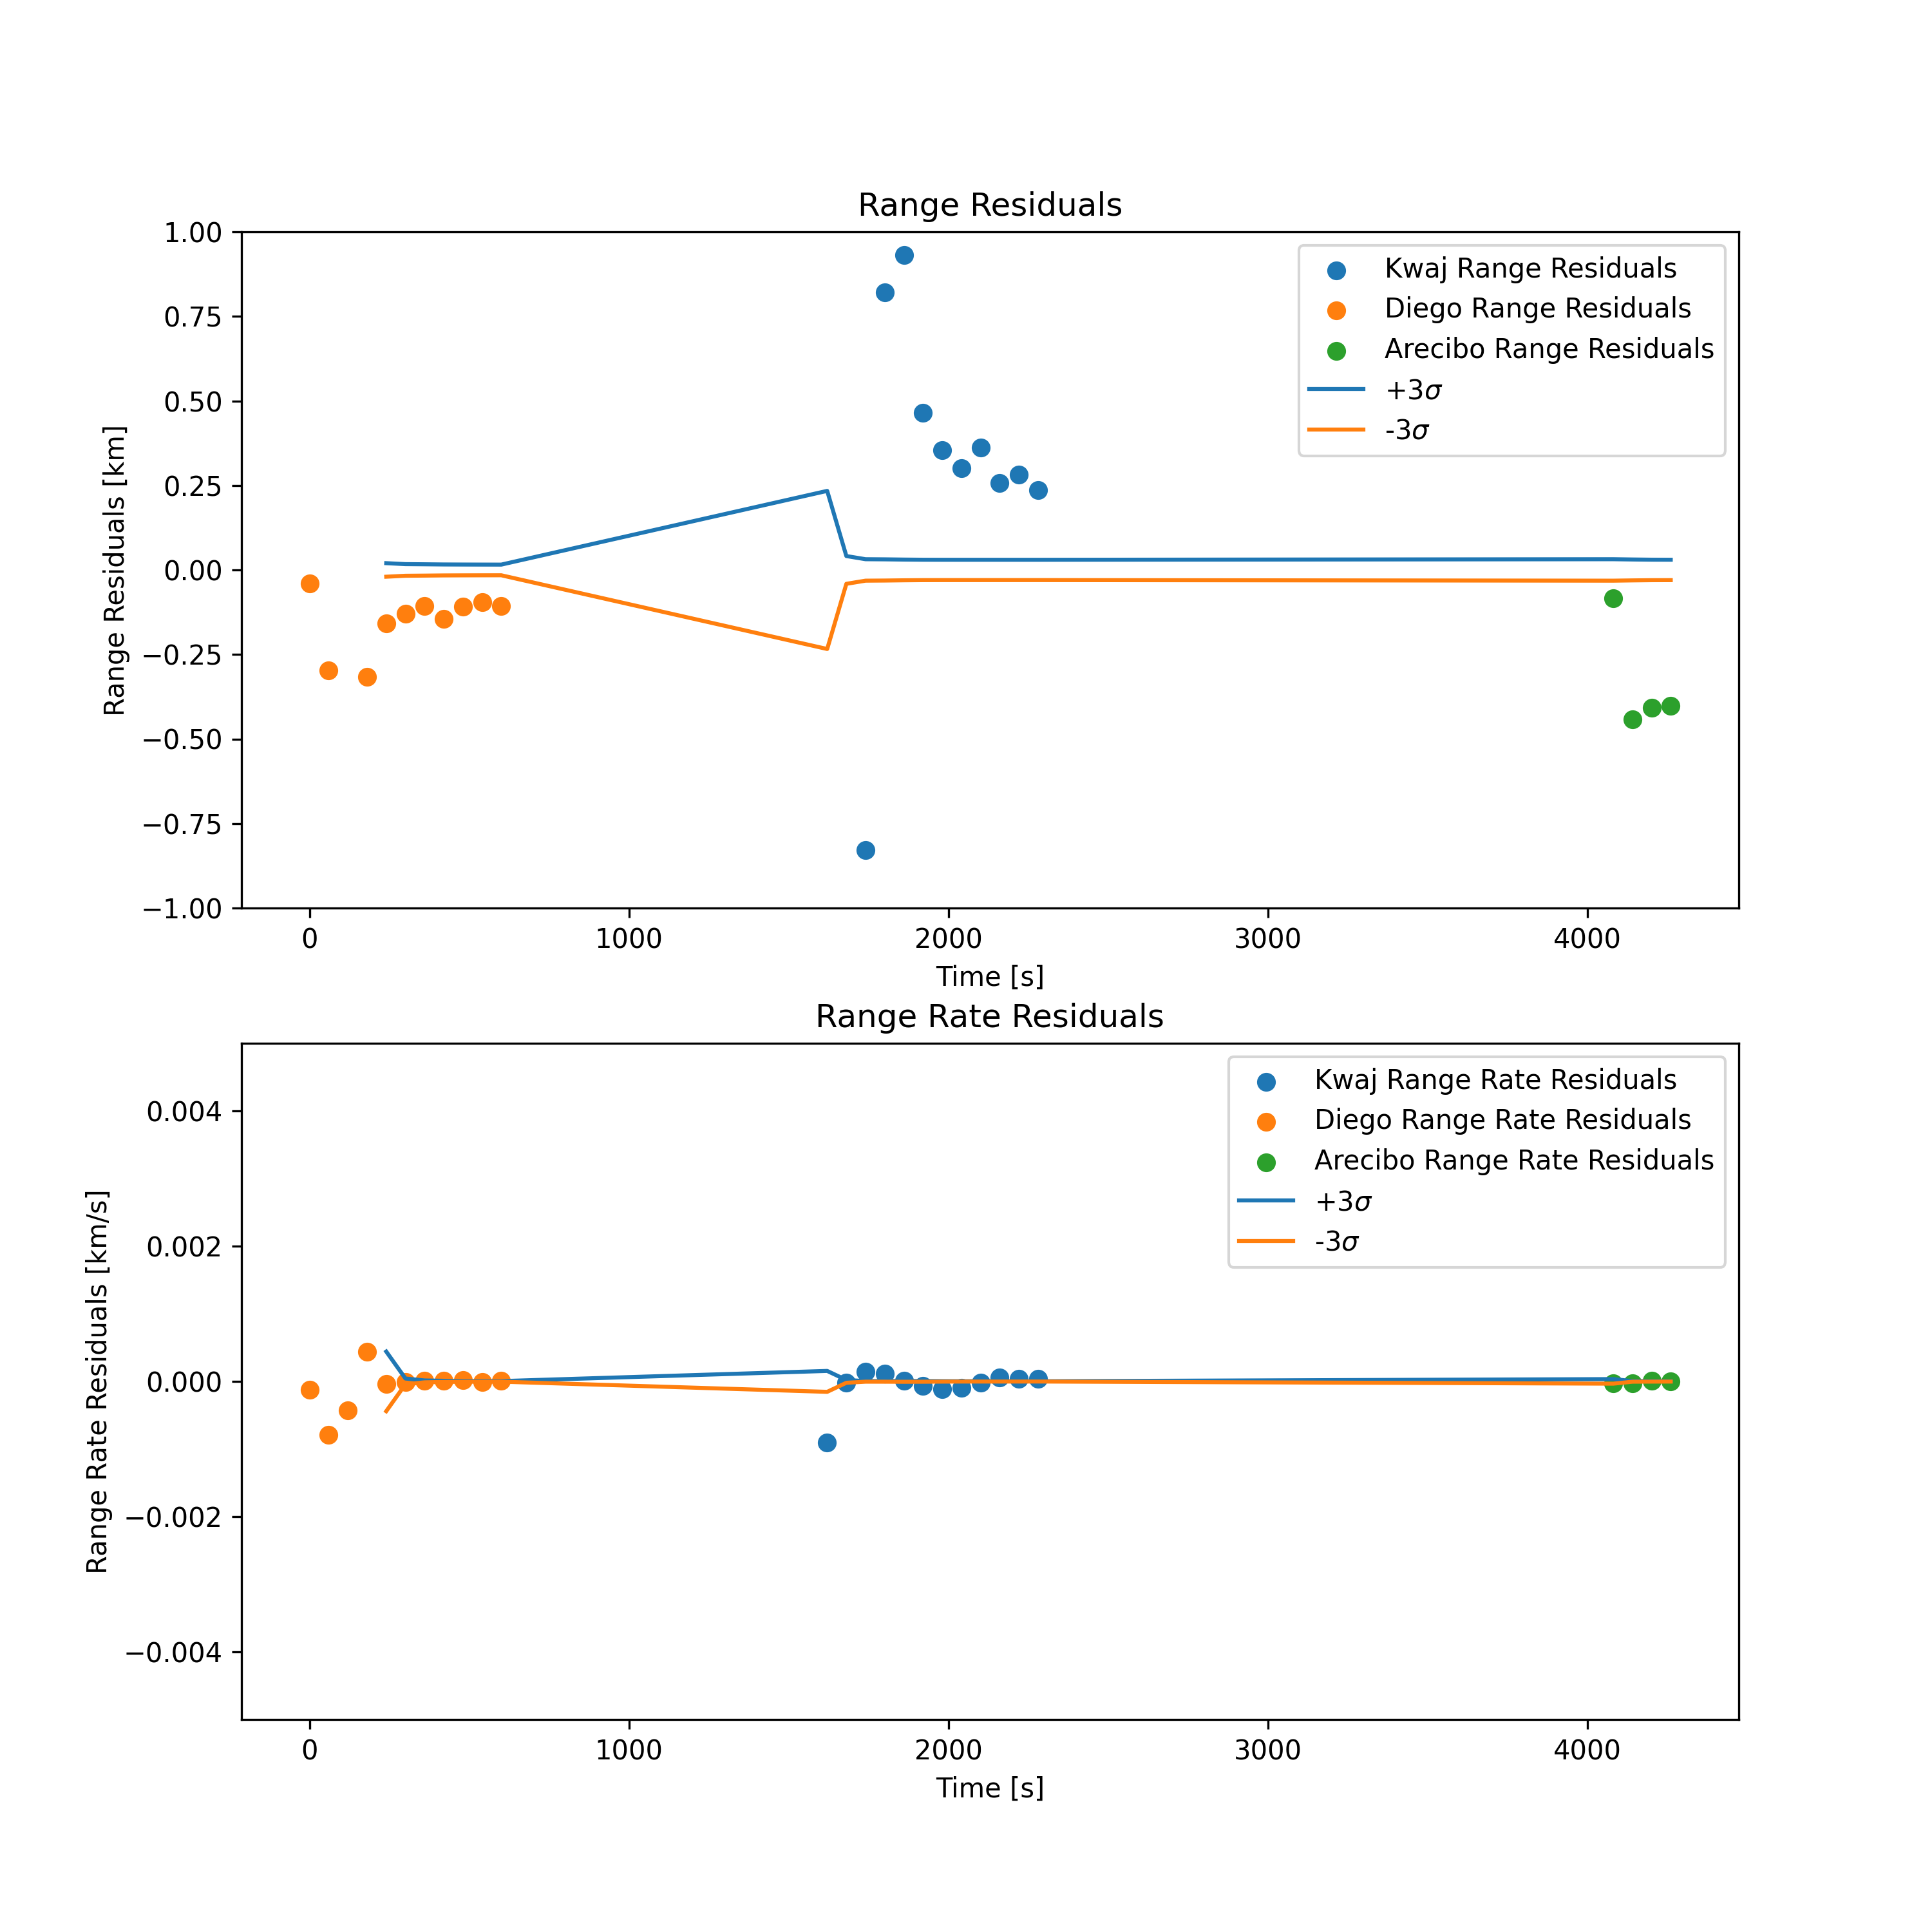 Range Residuals
1.00
0.75
0.50
0.25
0.00
−0.25
−0.50
−0.75
−1.00
Range Residuals [km]
Kwaj Range Residuals
Diego Range Residuals
Arecibo Range Residuals
+3σ
-3σ
0 1000 2000 3000 4000
Time [s]
Range Rate Residuals
0.004
0.002
0.000
−0.002
−0.004
Range Rate Residuals [km/s]
Kwaj Range Rate Residuals
Diego Range Rate Residuals
Arecibo Range Rate Residuals
+3σ
-3σ
0 1000 2000 3000 4000
Time [s]